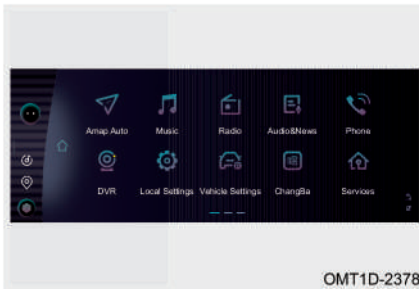 Amap Auto Music Radio Audio&News Phone
DVR Local Settings Vehicle Settings ChangBa Services
OMT1D-2378